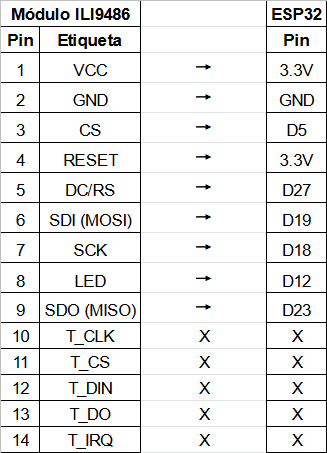 Módulo ILI9486 ESP32
Pin Etiqueta Pin
1 VCC → 3.3V
2 GND → GND
3 CS → D5
4 RESET → 3.3V
5 DC/RS → D27
6 SDI (MOSI) → D19
7 SCK → D18
8 LED → D12
9 SDO (MISO) → D23
10 T_CLK X X
11 T_CS X X
12 T_DIN X X
13 T_DO X X
14 T_IRQ X X